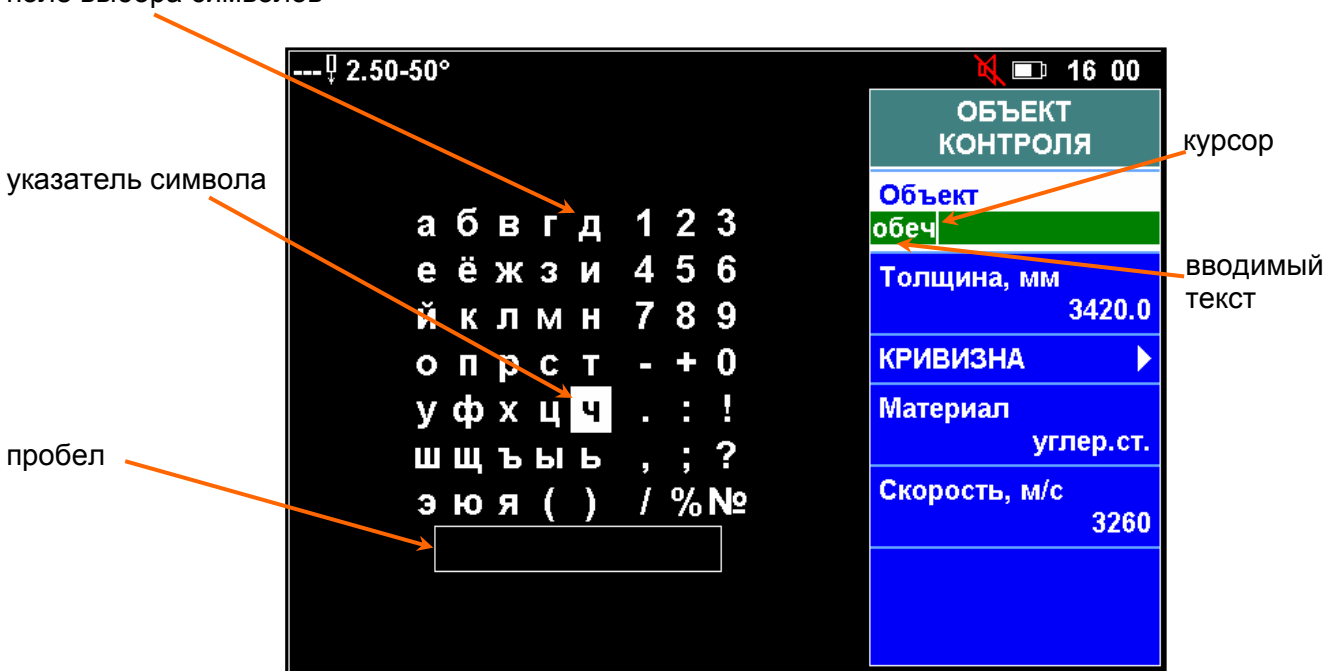 поле выбора символов
--- 2.50-50° 16 00
ОБЪЕКТ
КОНТРОЛЯ
курсор
указатель символа
Объект
обеч
вводимый
текст
Толщина, мм
3420.0
КРИВИЗНА
Материал
углер.ст.
Скорость, м/с
3260
а б в г д 1 2 3
е ё ж з и 4 5 6
й к л м н 7 8 9
о п р с т - + 0
у ф х ц ч . : !
ш щ ъ ы ь , ; ?
э ю я ( ) / % №
пробел